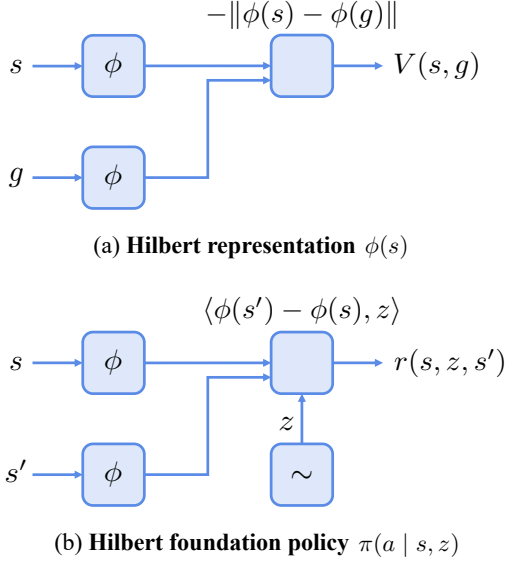 −‖ϕ(s) − ϕ(g)‖
s ϕ V(s, g)
g ϕ
(a) Hilbert representation ϕ(s)
⟨ϕ(s′) − ϕ(s), z⟩
s ϕ r(s, z, s′)
z
s′ ϕ ∼
(b) Hilbert foundation policy π(a | s, z)